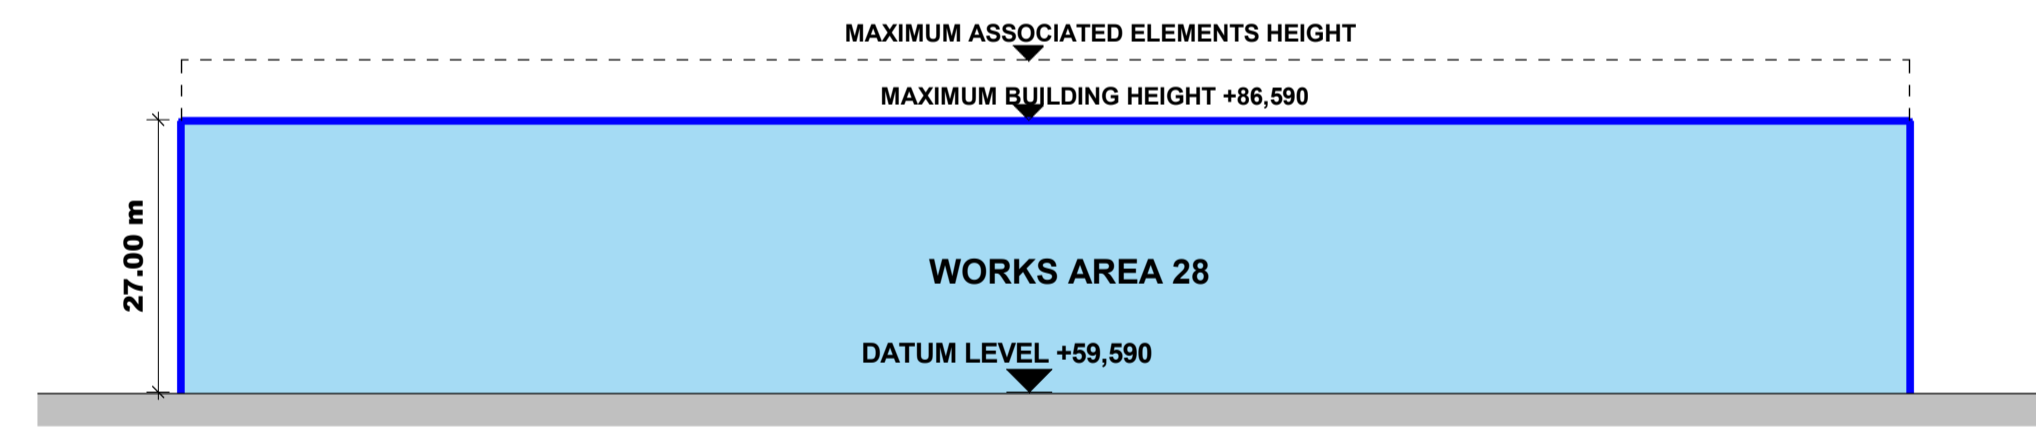 MAXIMUM ASSOCIATED ELEMENTS HEIGHT
MAXIMUM BUILDING HEIGHT +86,590
27.00 m
WORKS AREA 28
DATUM LEVEL +59,590